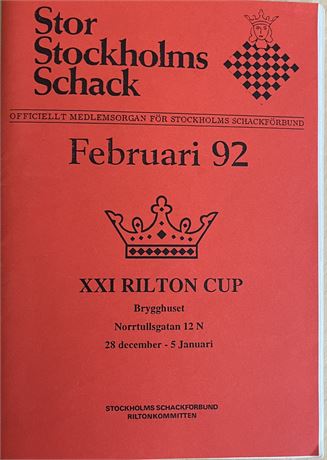 Stor
Stockholms
Schack
OFFICIELLT MEDLEMSORGAN FÖR STOCKHOLMS SCHACKFÖRBUND
Februari 92
XXI RILTON CUP
Brygghuset
Norrtullsgatan 12 N
28 december - 5 Januari
STOCKHOLMS SCHACKFÖRBUND
RILTONKOMMITTEN